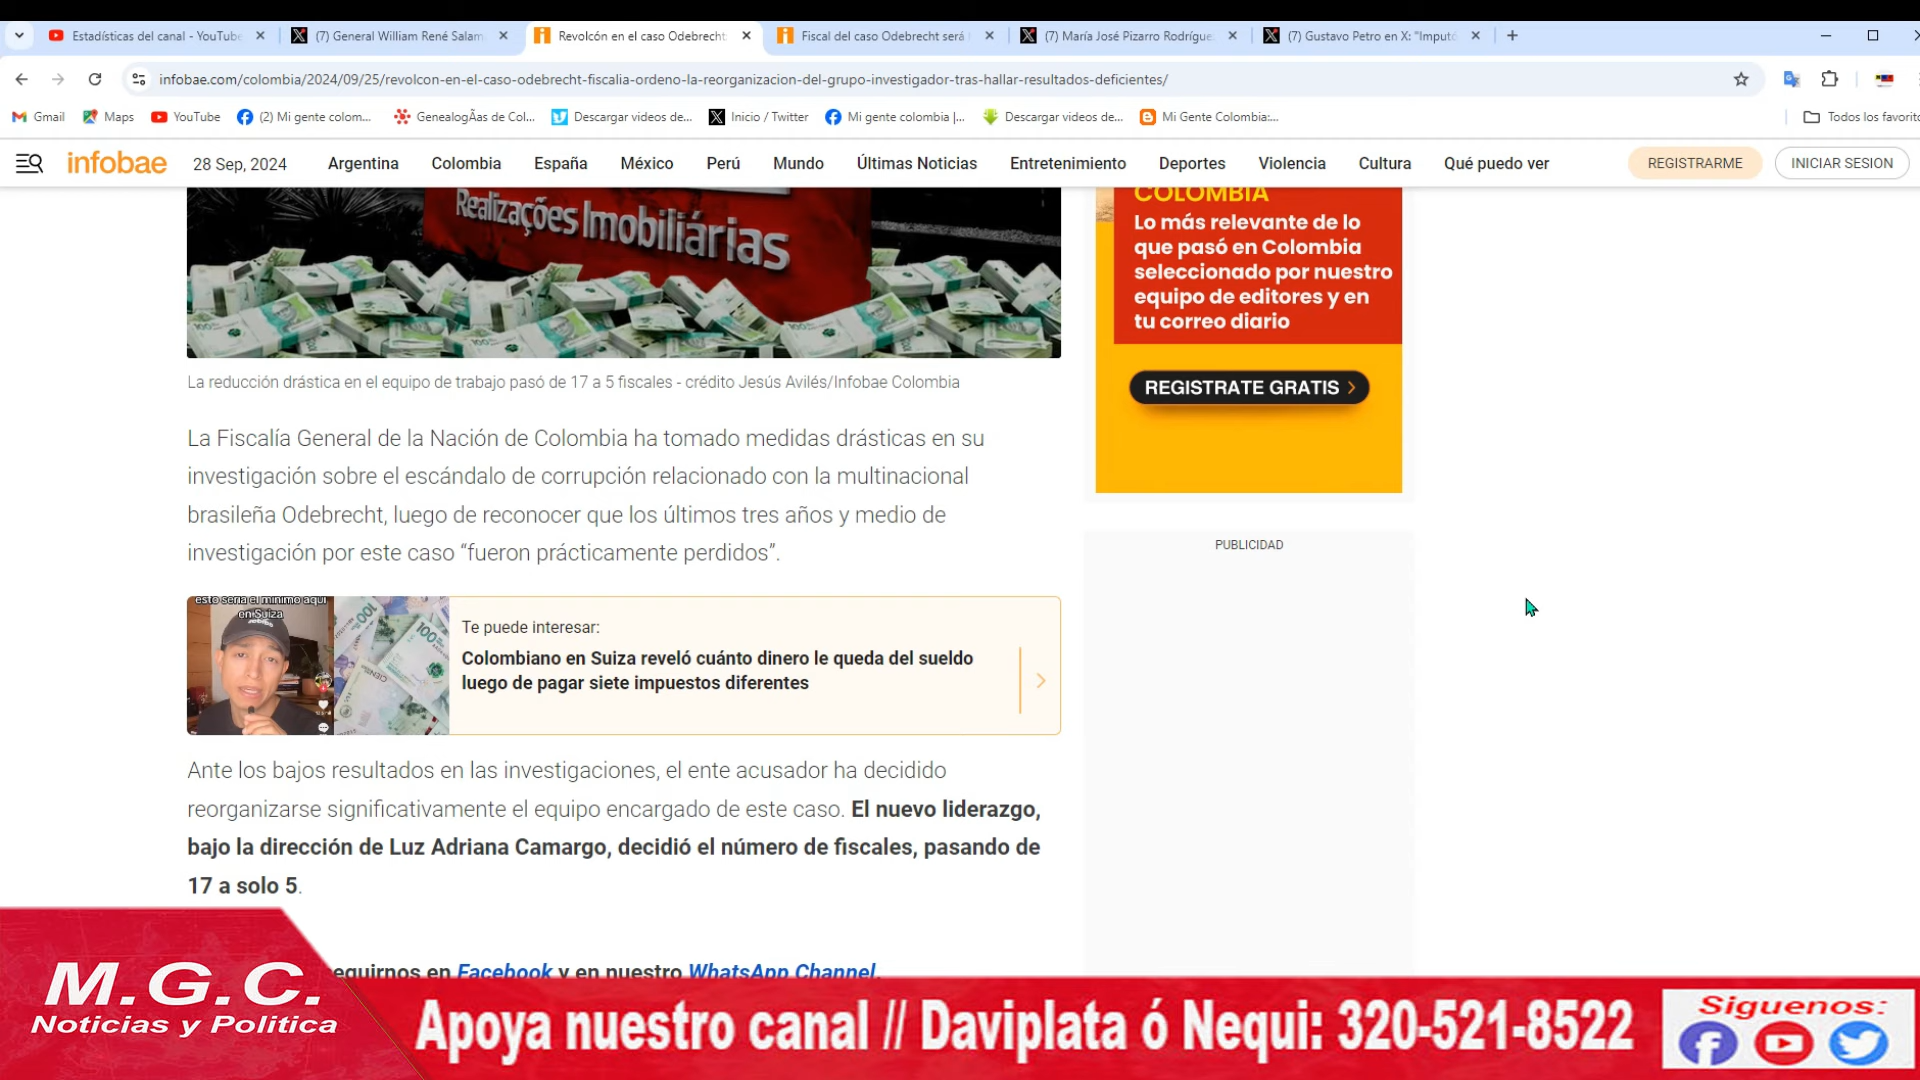 Estadísticas del canal - YouTube
(7) General William René Salam
Revolcón en el caso Odebrecht:
Fiscal del caso Odebrecht será
(7) María José Pizarro Rodrígue
(7) Gustavo Petro en X: "Imputó
infobae.com/colombia/2024/09/25/revolcon-en-el-caso-odebrecht-fiscalia-ordeno-la-reorganizacion-del-grupo-investigador-tras-hallar-resultados-deficientes/
Gmail
Maps
YouTube
(2) Mi gente colom...
GenealogÃas de Col...
Descargar videos de...
Inicio / Twitter
Mi gente colombia |...
Descargar videos de...
Mi Gente Colombia:...
Todos los favorito
infobae
28 Sep, 2024
Argentina
Colombia
España
México
Perú
Mundo
Últimas Noticias
Entretenimiento
Deportes
Violencia
Cultura
Qué puedo ver
REGISTRARME
INICIAR SESION
Realizações Imobiliárias
La reducción drástica en el equipo de trabajo pasó de 17 a 5 fiscales - crédito Jesús Avilés/Infobae Colombia
La Fiscalía General de la Nación de Colombia ha tomado medidas drásticas en su
investigación sobre el escándalo de corrupción relacionado con la multinacional
brasileña Odebrecht, luego de reconocer que los últimos tres años y medio de
investigación por este caso “fueron prácticamente perdidos”.
esto seria el minimo aqui
en Suiza
Te puede interesar:
Colombiano en Suiza reveló cuánto dinero le queda del sueldo
luego de pagar siete impuestos diferentes
Ante los bajos resultados en las investigaciones, el ente acusador ha decidido
reorganizarse significativamente el equipo encargado de este caso. El nuevo liderazgo,
bajo la dirección de Luz Adriana Camargo, decidió el número de fiscales, pasando de
17 a solo 5.
eguirnos en Facebook y en nuestro WhatsApp Channel.
COLOMBIA
Lo más relevante de lo
que pasó en Colombia
seleccionado por nuestro
equipo de editores y en
tu correo diario
REGISTRATE GRATIS
PUBLICIDAD
M.G.C.
Noticias y Politica
Apoya nuestro canal // Daviplata ó Nequi: 320-521-8522
Siguenos: